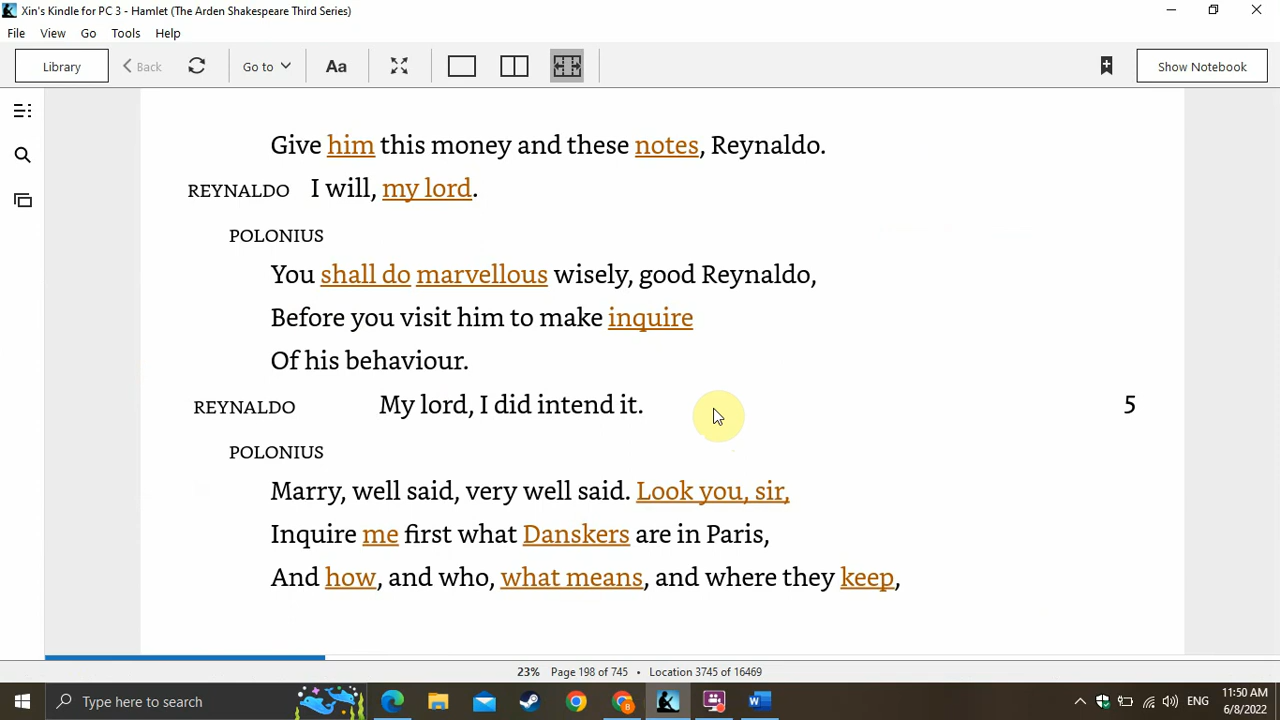 Xin's Kindle for PC 3 - Hamlet (The Arden Shakespeare Third Series)
File View Go Tools Help
Library Back Go to Aa Show Notebook
Give him this money and these notes, Reynaldo.
REYNALDO I will, my lord.
POLONIUS
You shall do marvellous wisely, good Reynaldo,
Before you visit him to make inquire
Of his behaviour.
REYNALDO My lord, I did intend it. 5
POLONIUS
Marry, well said, very well said. Look you, sir,
Inquire me first what Danskers are in Paris,
And how, and who, what means, and where they keep,
23% Page 198 of 745 • Location 3745 of 16469
Type here to search ENG 11:50 AM
6/8/2022